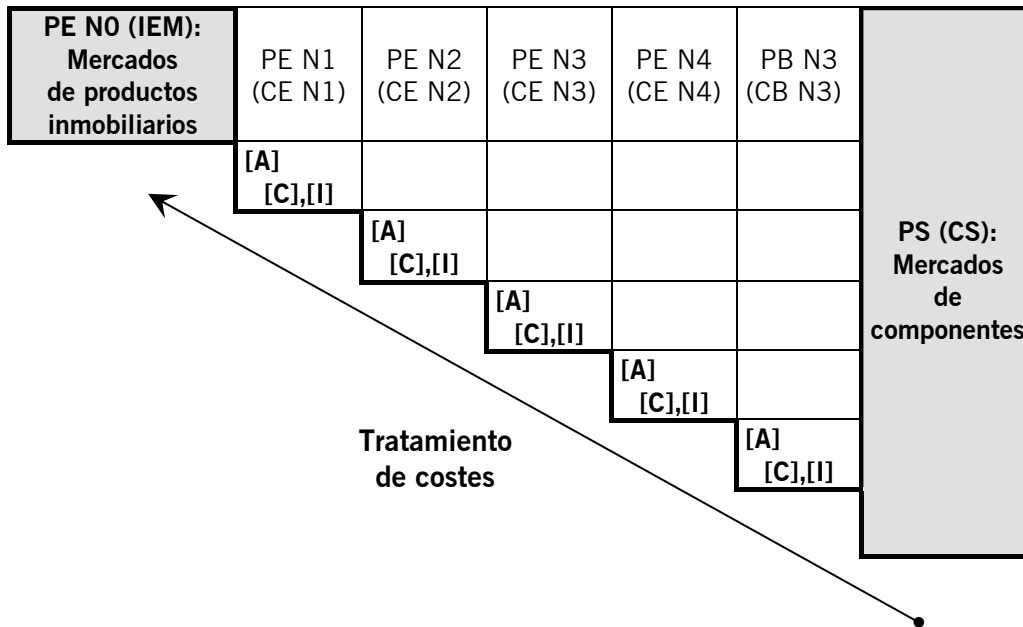 PE N0 (IEM):
Mercados
de productos
inmobiliarios
PE N1
(CE N1)
PE N2
(CE N2)
PE N3
(CE N3)
PE N4
(CE N4)
PB N3
(CB N3)
[A]
[C],[I]
[A]
[C],[I]
[A]
[C],[I]
[A]
[C],[I]
[A]
[C],[I]
PS (CS):
Mercados
de
componentes
Tratamiento
de costes